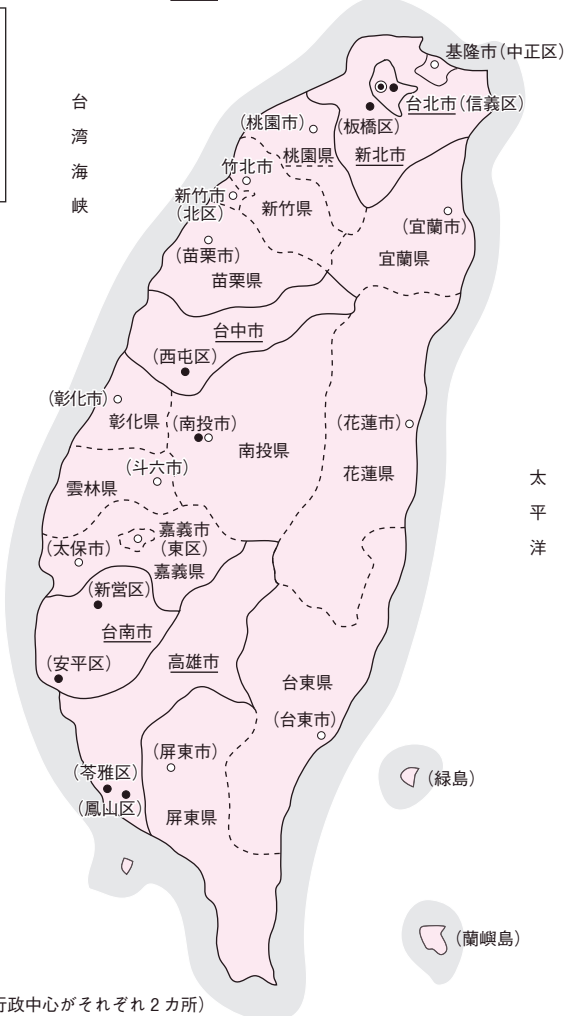 台湾海峡
基隆市(中正区)
台北市(信義区)
(板橋区)
新北市
(桃園市)
桃園県
竹北市
新竹市
(北区)
新竹県
(宜蘭市)
宜蘭県
(苗栗市)
苗栗県
台中市
(西屯区)
(彰化市)
彰化県
(南投市)
南投県
(花蓮市)
花蓮県
(斗六市)
雲林県
太平洋
嘉義市
(東区)
(太保市)
嘉義県
(新営区)
台南市
(安平区)
高雄市
台東県
(台東市)
(屏東市)
屏東県
(苓雅区)
(鳳山区)
(緑島)
(蘭嶼島)
行政中心がそれぞれ2カ所)